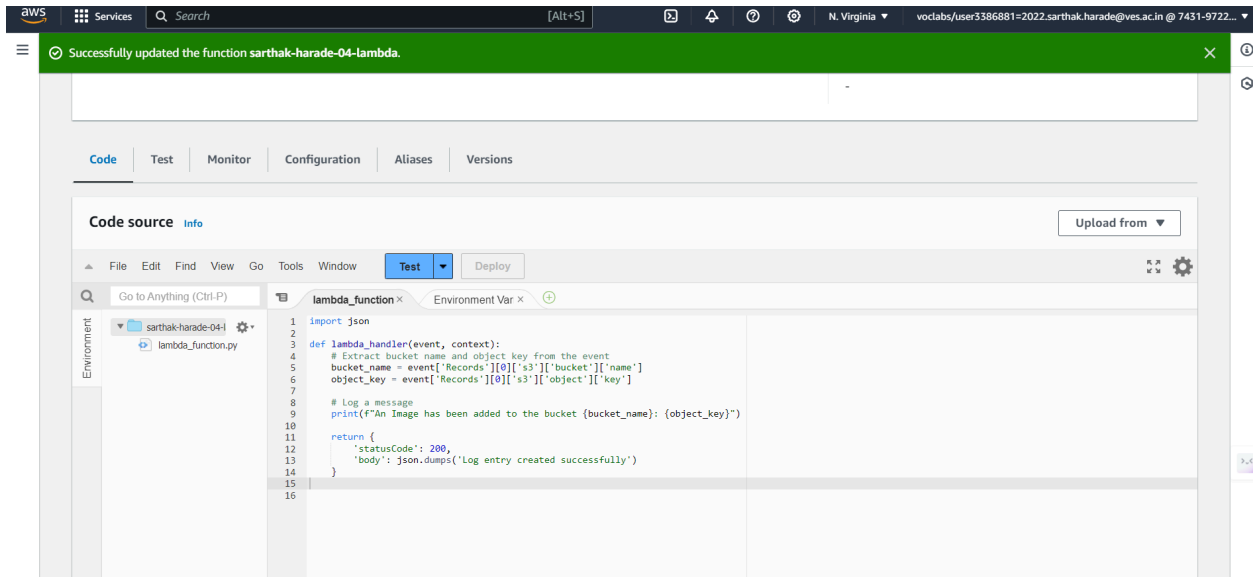 aws Services Search [Alt+S] N. Virginia ▼ voclabs/user3386881=2022.sarthak.harade@ves.ac.in @ 7431-9722... ▼
Successfully updated the function sarthak-harade-04-lambda.
-
Code Test Monitor Configuration Aliases Versions
Code source Info Upload from ▼
File Edit Find View Go Tools Window Test Deploy
Go to Anything (Ctrl-P) lambda_function × Environment Var ×
Environment
sarthak-harade-04-l
lambda_function.py
1 import json
2
3 def lambda_handler(event, context):
4     # Extract bucket name and object key from the event
5     bucket_name = event['Records'][0]['s3']['bucket']['name']
6     object_key = event['Records'][0]['s3']['object']['key']
7
8     # Log a message
9     print(f"An Image has been added to the bucket {bucket_name}: {object_key}")
10
11     return {
12         'statusCode': 200,
13         'body': json.dumps('Log entry created successfully')
14     }
15
16